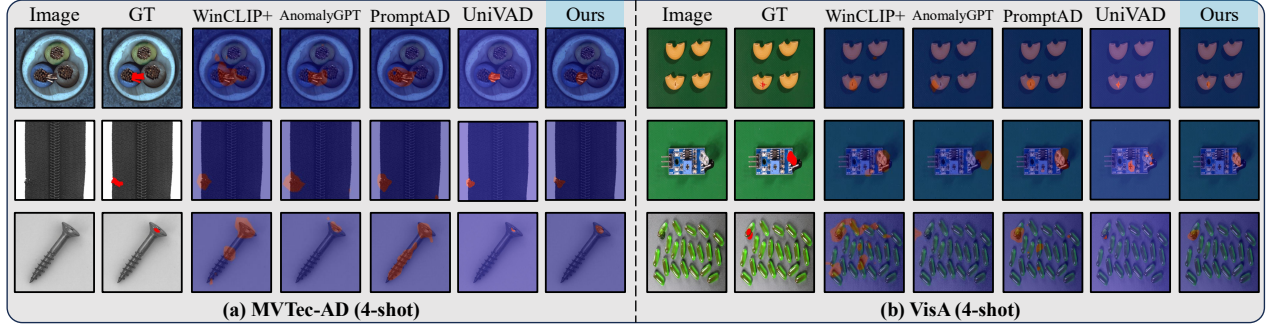 Image GT WinCLIP+ AnomalyGPT PromptAD UniVAD Ours Image GT WinCLIP+ AnomalyGPT PromptAD UniVAD Ours
(a) MVTec-AD (4-shot) (b) VisA (4-shot)